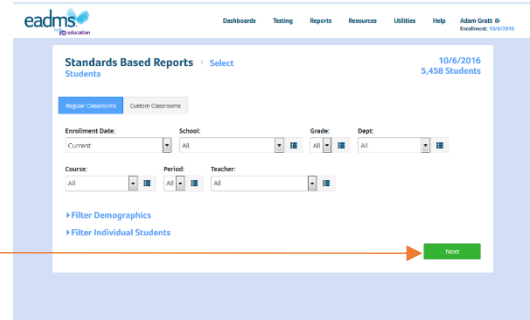 eadms
by iO education
Dashboards Testing Reports Resources Utilities Help Adam Gratt
Enrollment: 10/6/2016
Standards Based Reports Select Students
10/6/2016
5,458 Students
Regular Classrooms Custom Classrooms
Enrollment Date: School: Grade: Dept:
Current All All All
Course: Period: Teacher:
All All All
Filter Demographics
Filter Individual Students
Next